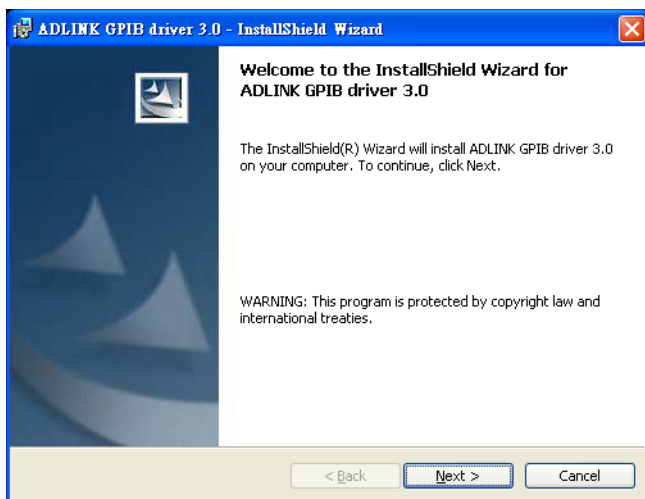 ADLINK GPIB driver 3.0 - InstallShield Wizard
Welcome to the InstallShield Wizard for
ADLINK GPIB driver 3.0
The InstallShield(R) Wizard will install ADLINK GPIB driver 3.0
on your computer. To continue, click Next.
WARNING: This program is protected by copyright law and
international treaties.
< Back
Next >
Cancel